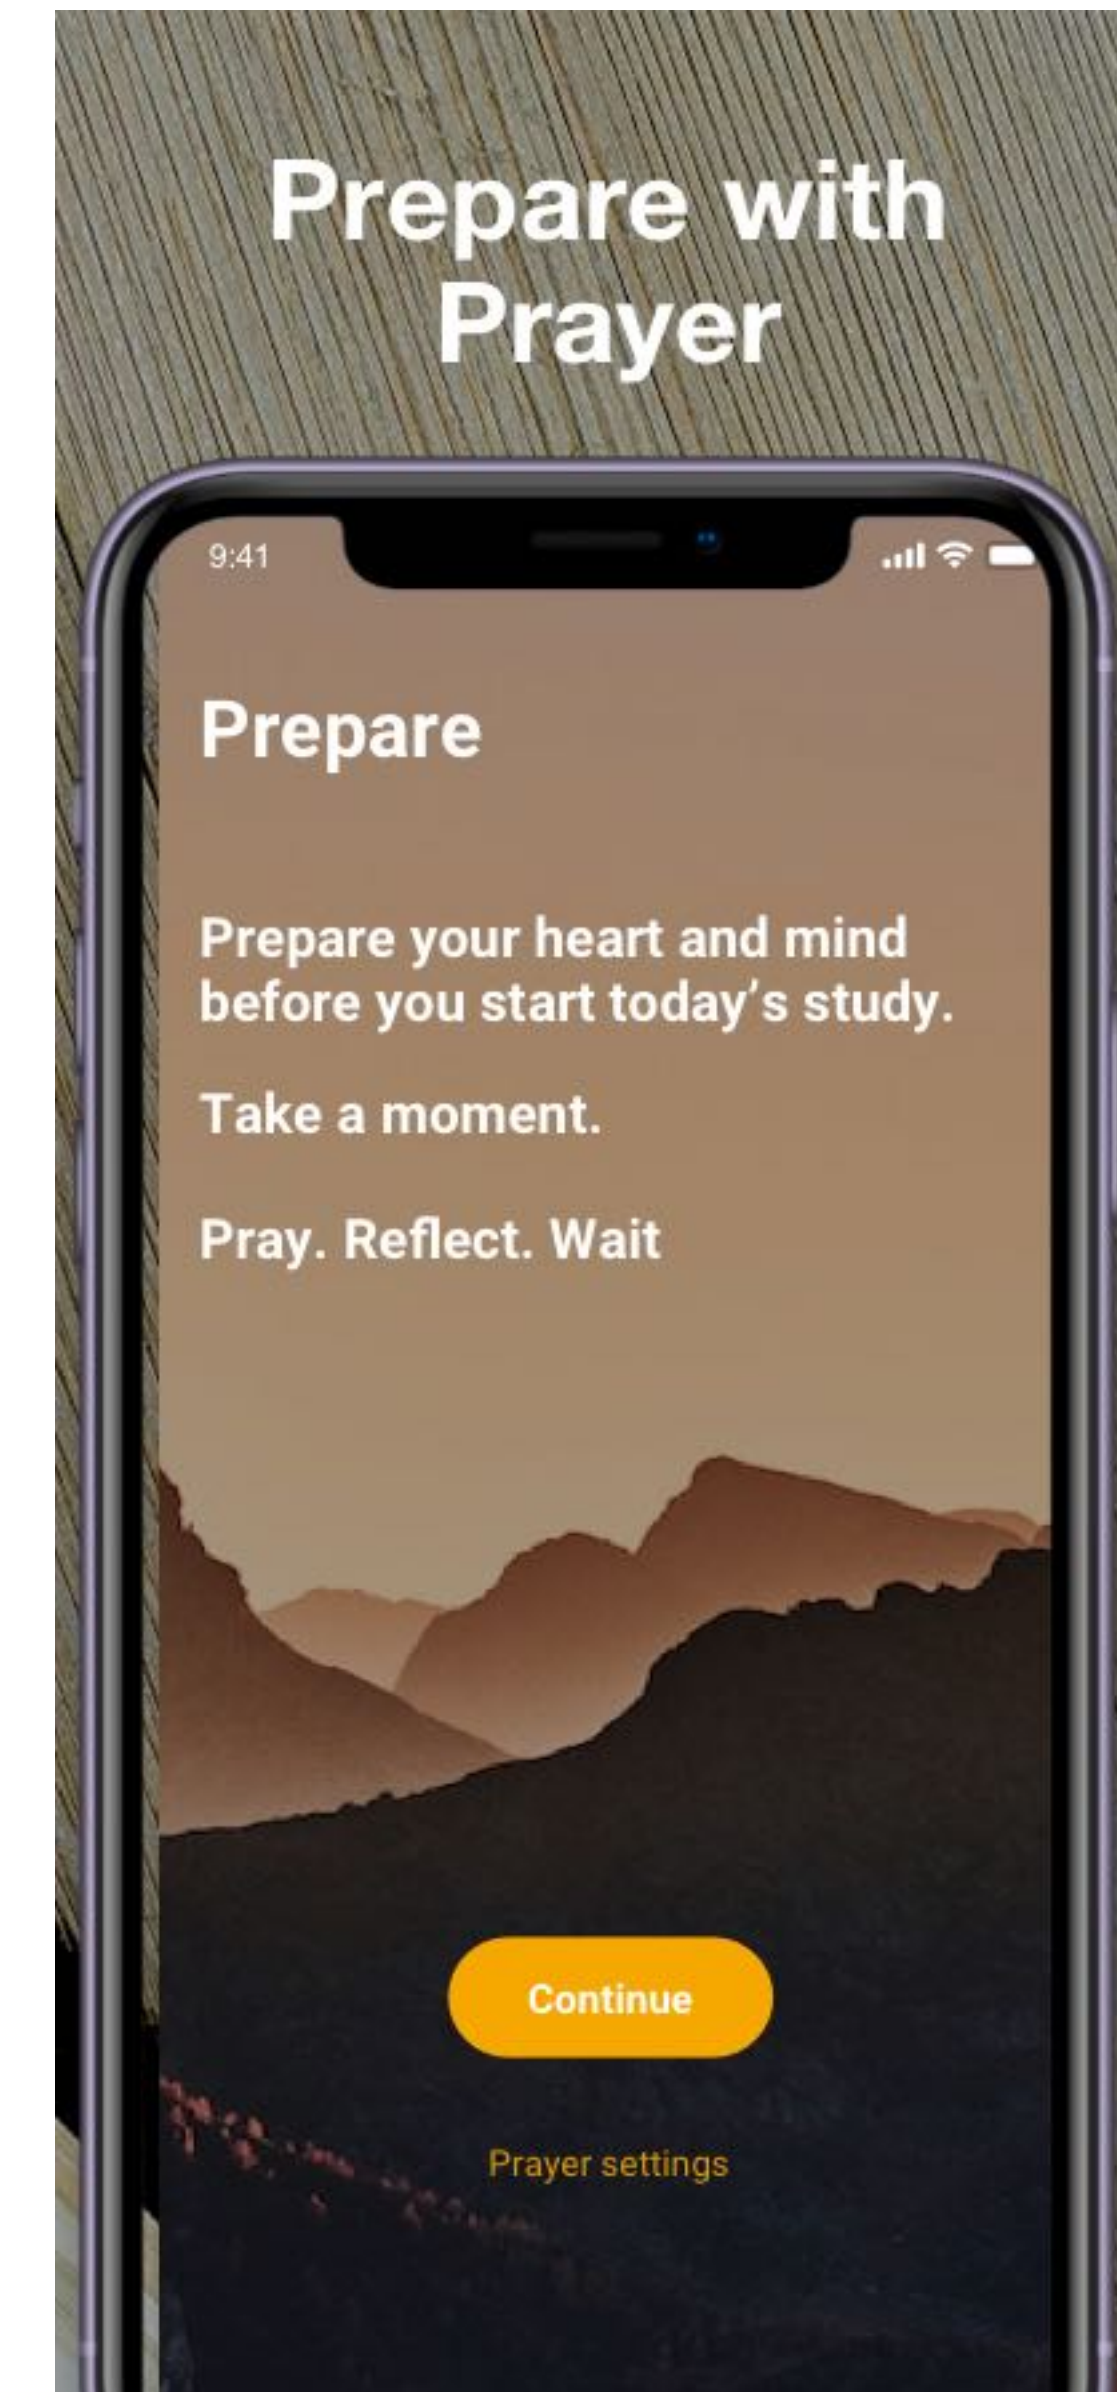 Prepare with
Prayer
9:41
Prepare
Prepare your heart and mind
before you start today’s study.
Take a moment.
Pray. Reflect. Wait
Continue
Prayer settings